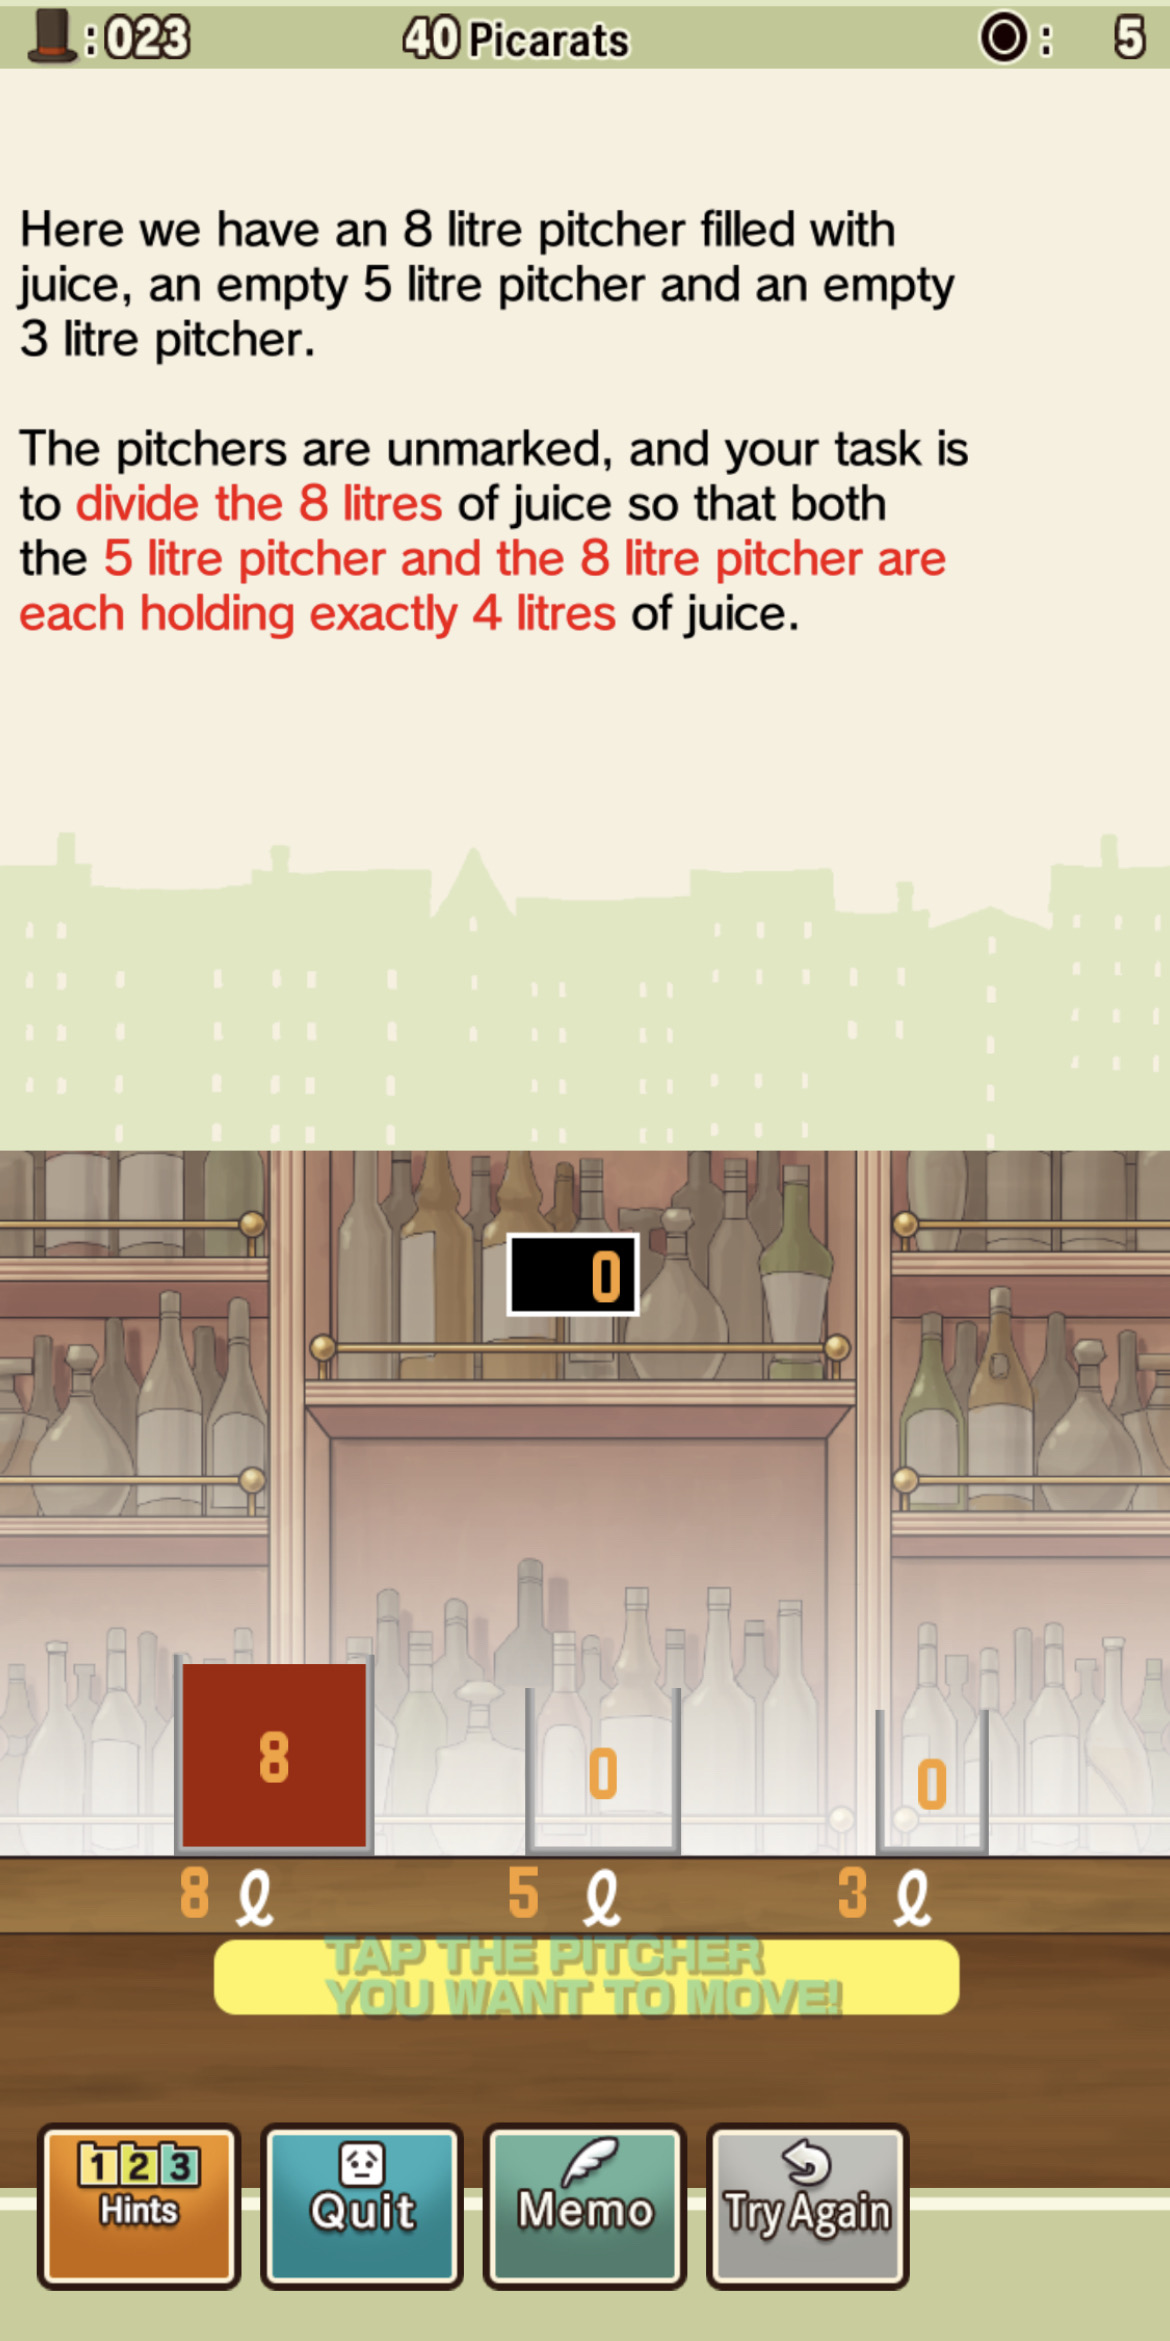 :023 40 Picarats : 5
Here we have an 8 litre pitcher filled with
juice, an empty 5 litre pitcher and an empty
3 litre pitcher.
The pitchers are unmarked, and your task is
to divide the 8 litres of juice so that both
the 5 litre pitcher and the 8 litre pitcher are
each holding exactly 4 litres of juice.
0
8 0 0
8 ℓ 5 ℓ 3 ℓ
TAP THE PITCHER
YOU WANT TO MOVE!
123
Hints Quit Memo Try Again